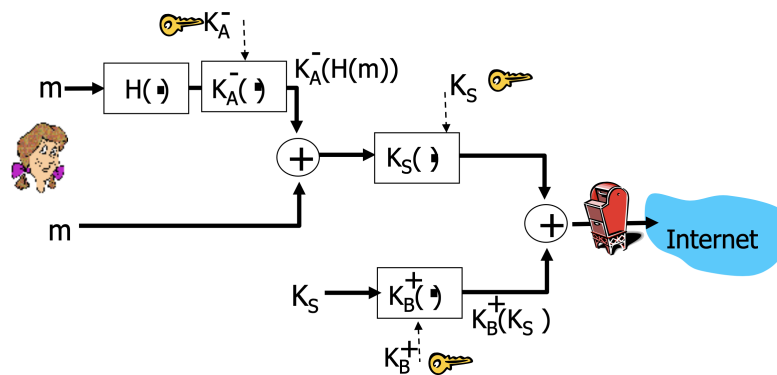 K_A^-
K_A^-(H(m))
m
H(·)
K_A^-(·)
K_S
+
K_S(·)
m
+
Internet
K_S
K_B^+(·)
K_B^+(K_S )
K_B^+